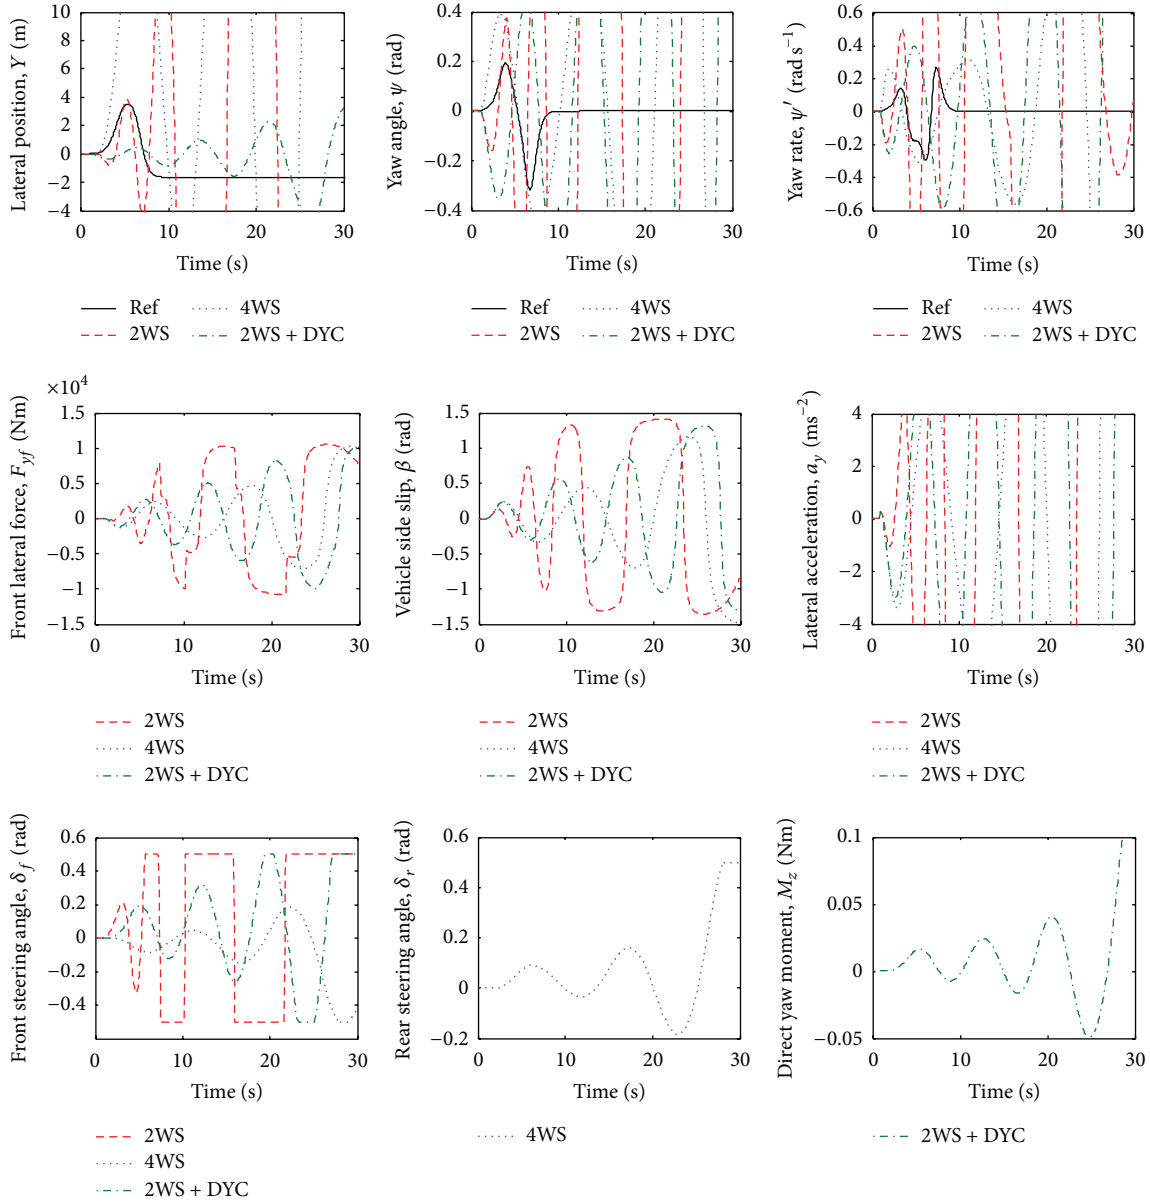 Lateral position, Y (m)
10
8
6
4
2
0
−2
−4
0 10 20 30
Time (s)
Ref
2WS
4WS
2WS + DYC
Yaw angle, ψ (rad)
0.4
0.2
0
−0.2
−0.4
0 10 20 30
Time (s)
Ref
2WS
4WS
2WS + DYC
Yaw rate, ψ′ (rad s−1)
0.6
0.4
0.2
0
−0.2
−0.4
−0.6
0 10 20 30
Time (s)
Ref
2WS
4WS
2WS + DYC
×10^4
Front lateral force, F_yf (Nm)
1.5
1
0.5
0
−0.5
−1
−1.5
0 10 20 30
Time (s)
2WS
4WS
2WS + DYC
Vehicle side slip, β (rad)
1.5
1
0.5
0
−0.5
−1
−1.5
0 10 20 30
Time (s)
2WS
4WS
2WS + DYC
Lateral acceleration, a_y (ms−2)
4
2
0
−2
−4
0 10 20 30
Time (s)
2WS
4WS
2WS + DYC
Front steering angle, δ_f (rad)
0.6
0.4
0.2
0
−0.2
−0.4
0 10 20 30
Time (s)
2WS
4WS
2WS + DYC
Rear steering angle, δ_r (rad)
0.6
0.4
0.2
0
−0.2
0 10 20 30
Time (s)
4WS
Direct yaw moment, M_z (Nm)
0.1
0.05
0
−0.05
0 10 20 30
Time (s)
2WS + DYC